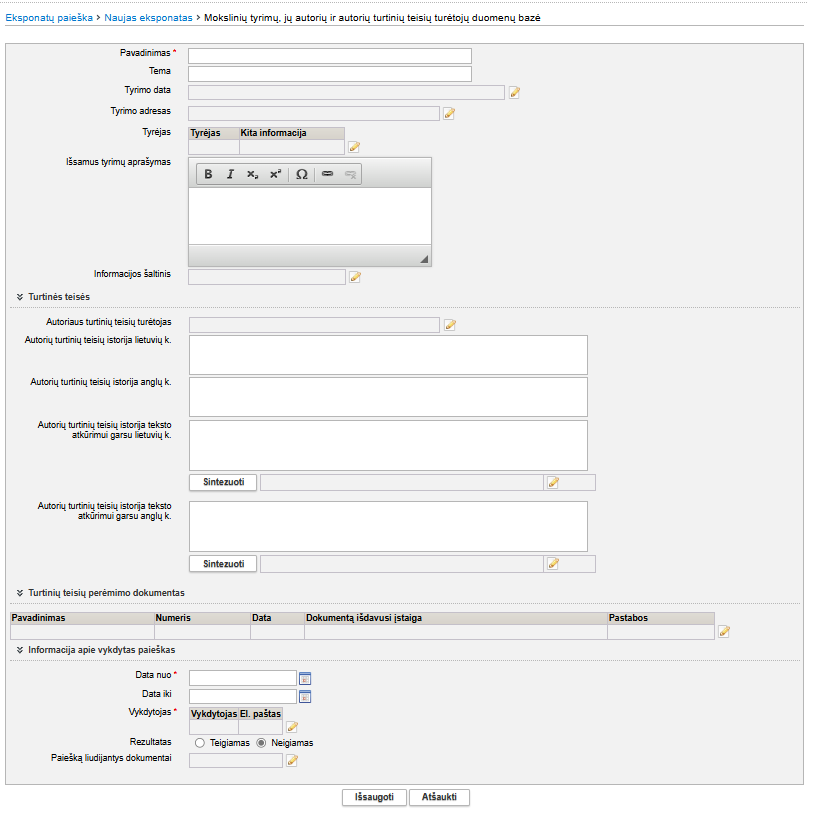 Eksponatų paieška > Naujas eksponatas > Mokslinių tyrimų, jų autorių ir autorių turtinių teisių turėtojų duomenų bazė
Pavadinimas *
Tema
Tyrimo data
Tyrimo adresas
Tyrėjas
Tyrėjas Kita informacija
Išsamus tyrimų aprašymas
B I x₂ x² Ω
Informacijos šaltinis
Turtinės teisės
Autoriaus turtinių teisių turėtojas
Autorių turtinių teisių istorija lietuvių k.
Autorių turtinių teisių istorija anglų k.
Autorių turtinių teisių istorija teksto
atkūrimui garsu lietuvių k.
Sintezuoti
Autorių turtinių teisių istorija teksto
atkūrimui garsu anglų k.
Sintezuoti
Turtinių teisių perėmimo dokumentas
Pavadinimas Numeris Data Dokumentą išdavusi įstaiga Pastabos
Informacija apie vykdytas paieškas
Data nuo *
Data iki
Vykdytojas *
Vykdytojas El. paštas
Rezultatas
Teigiamas Neigiamas
Paiešką liudijantys dokumentai
Išsaugoti Atšaukti